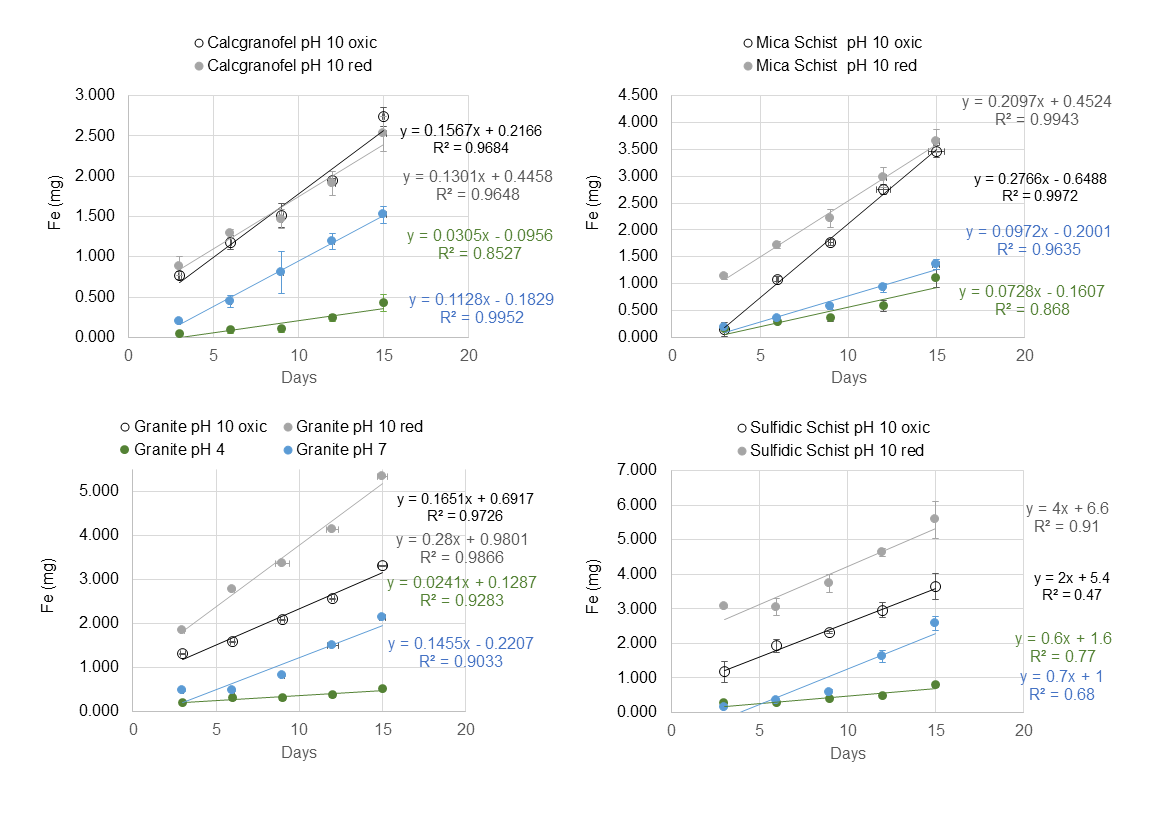 Calcgranofel pH 10 oxic
Calcgranofel pH 10 red
3.000
2.500
2.000
1.500
1.000
0.500
0.000
Fe (mg)
0 5 10 15 20
Days
y = 0.1567x + 0.2166
R² = 0.9684
y = 0.1301x + 0.4458
R² = 0.9648
y = 0.0305x - 0.0956
R² = 0.8527
y = 0.1128x - 0.1829
R² = 0.9952
Mica Schist pH 10 oxic
Mica Schist pH 10 red
4.500
4.000
3.500
3.000
2.500
2.000
1.500
1.000
0.500
0.000
Fe (mg)
0 5 10 15 20
Days
y = 0.2097x + 0.4524
R² = 0.9943
y = 0.2766x - 0.6488
R² = 0.9972
y = 0.0972x - 0.2001
R² = 0.9635
y = 0.0728x - 0.1607
R² = 0.868
Granite pH 10 oxic Granite pH 10 red
Granite pH 4 Granite pH 7
5.000
4.000
3.000
2.000
1.000
0.000
Fe (mg)
0 5 10 15 20
Days
y = 0.1651x + 0.6917
R² = 0.9726
y = 0.28x + 0.9801
R² = 0.9866
y = 0.0241x + 0.1287
R² = 0.9283
y = 0.1455x - 0.2207
R² = 0.9033
Sulfidic Schist pH 10 oxic
Sulfidic Schist pH 10 red
7.000
6.000
5.000
4.000
3.000
2.000
1.000
0.000
Fe (mg)
0 5 10 15 20
Days
y = 4x + 6.6
R² = 0.91
y = 2x + 5.4
R² = 0.47
y = 0.6x + 1.6
R² = 0.77
y = 0.7x + 1
R² = 0.68